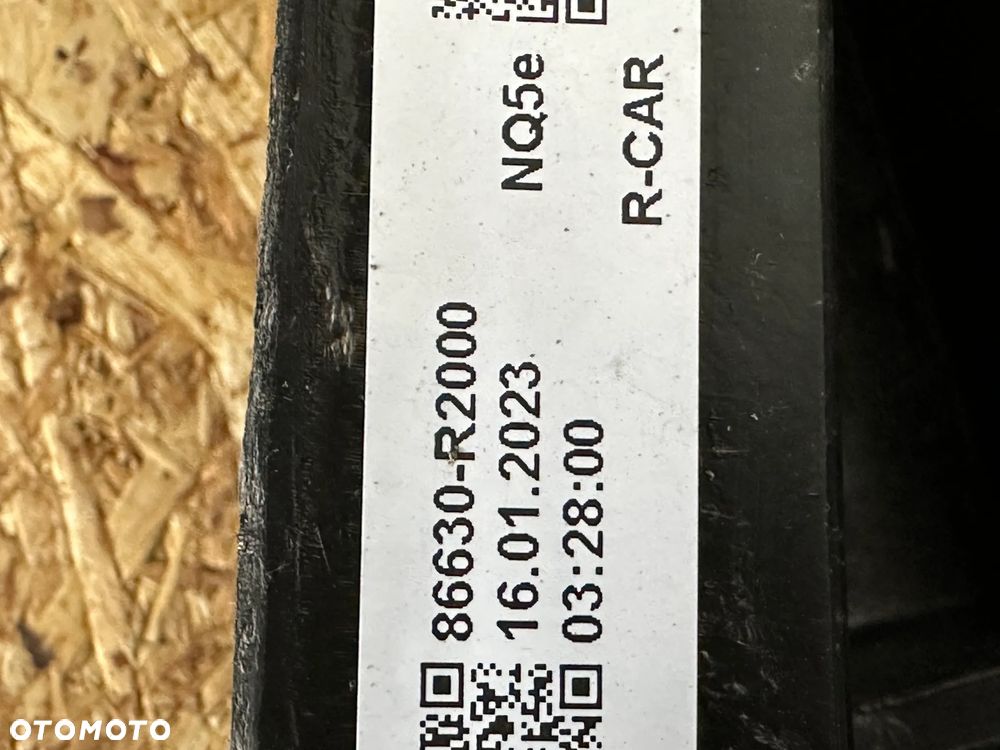 86630-R2000
NQ5e
16.01.2023
03:28:00
R-CAR
OTOMOTO